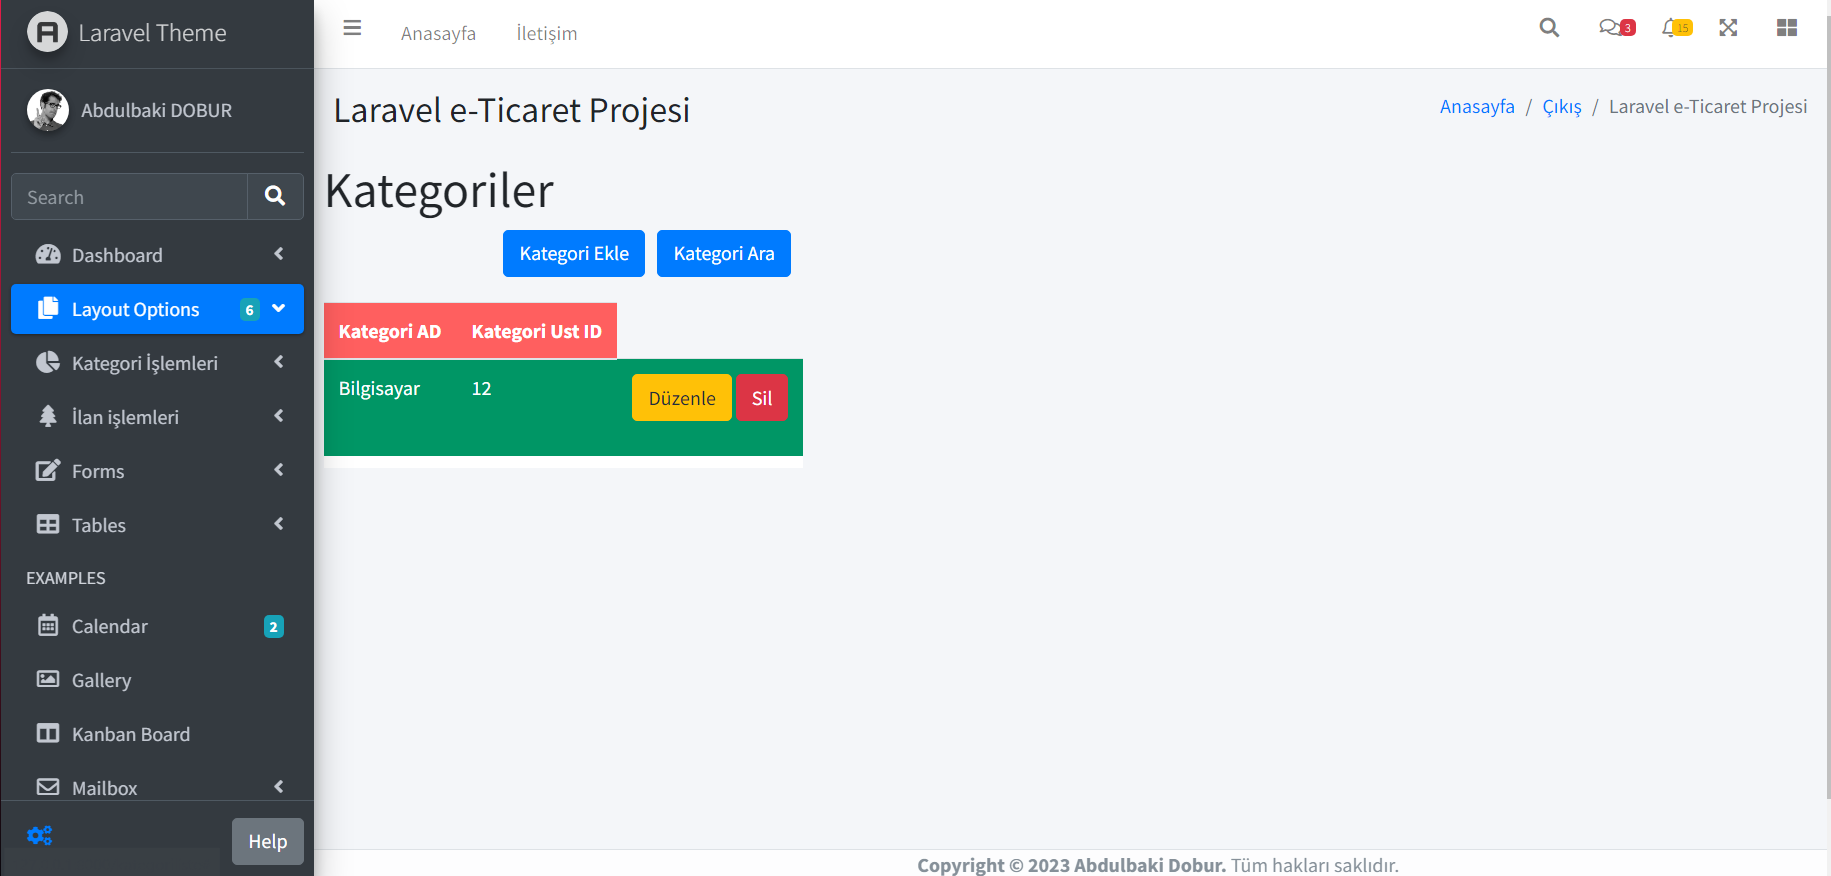 Laravel Theme
Anasayfa İletişim
3 15
Abdulbaki DOBUR
Search
Dashboard
Layout Options 6
Kategori İşlemleri
İlan işlemleri
Forms
Tables
EXAMPLES
Calendar 2
Gallery
Kanban Board
Mailbox
Help
Laravel e-Ticaret Projesi
Anasayfa / Çıkış / Laravel e-Ticaret Projesi
Kategoriler
Kategori Ekle Kategori Ara
Kategori AD Kategori Ust ID
Bilgisayar 12 Düzenle Sil
Copyright © 2023 Abdulbaki Dobur. Tüm hakları saklıdır.